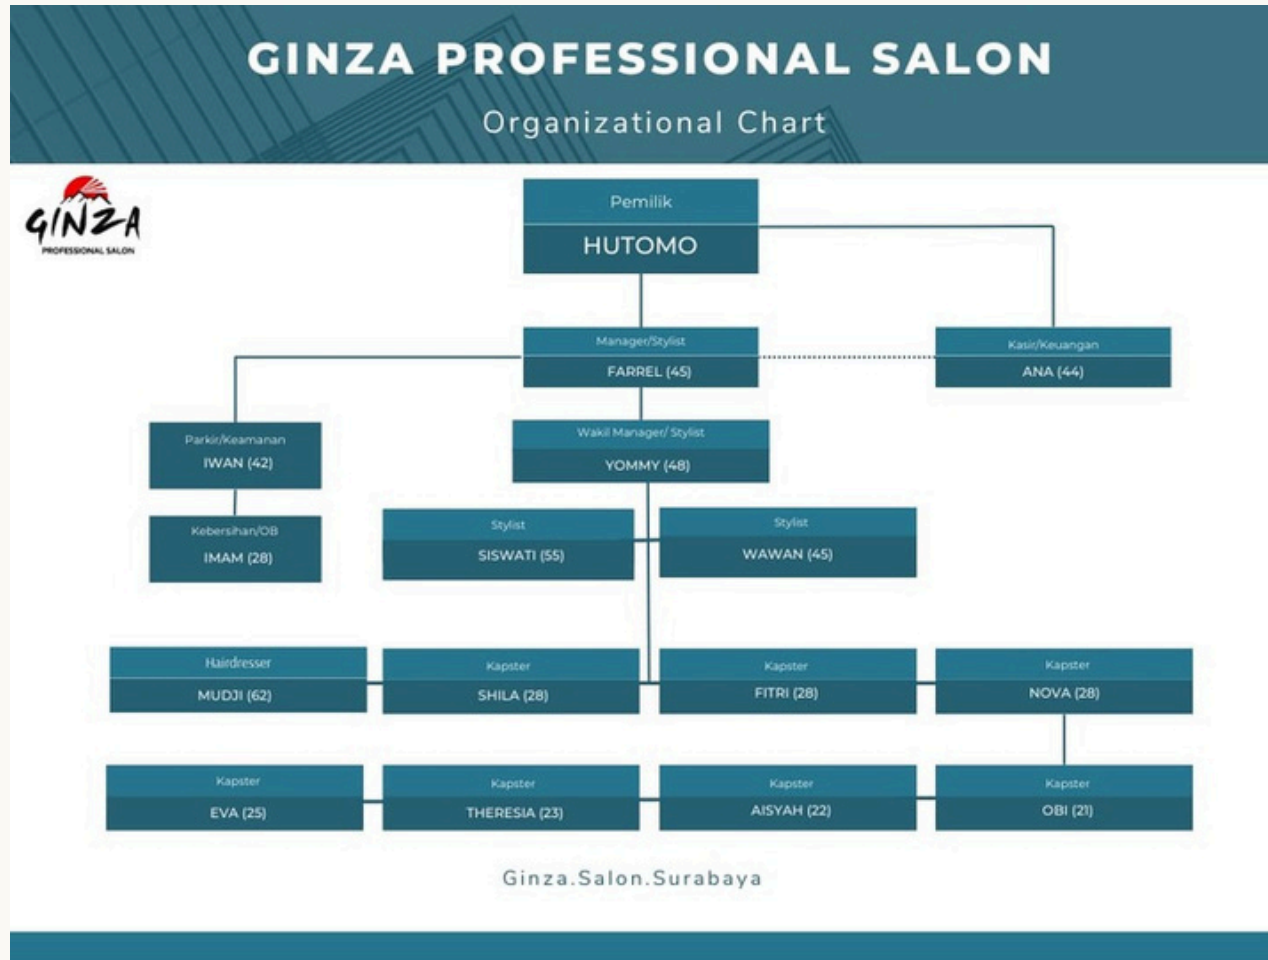 GINZA PROFESSIONAL SALON
Organizational Chart
GINZA
PROFESSIONAL SALON
Pemilik
HUTOMO
Manager/Stylist
FARREL (45)
Kasir/Keuangan
ANA (44)
Parkir/Keamanan
IWAN (42)
Wakil Manager/ Stylist
YOMMY (48)
Kebersihan/OB
IMAM (28)
Stylist
SISWATI (55)
Stylist
WAWAN (45)
Hairdresser
MUDJI (62)
Kapster
SHILA (28)
Kapster
FITRI (28)
Kapster
NOVA (28)
Kapster
EVA (25)
Kapster
THERESIA (23)
Kapster
AISYAH (22)
Kapster
OBI (21)
Ginza.Salon.Surabaya